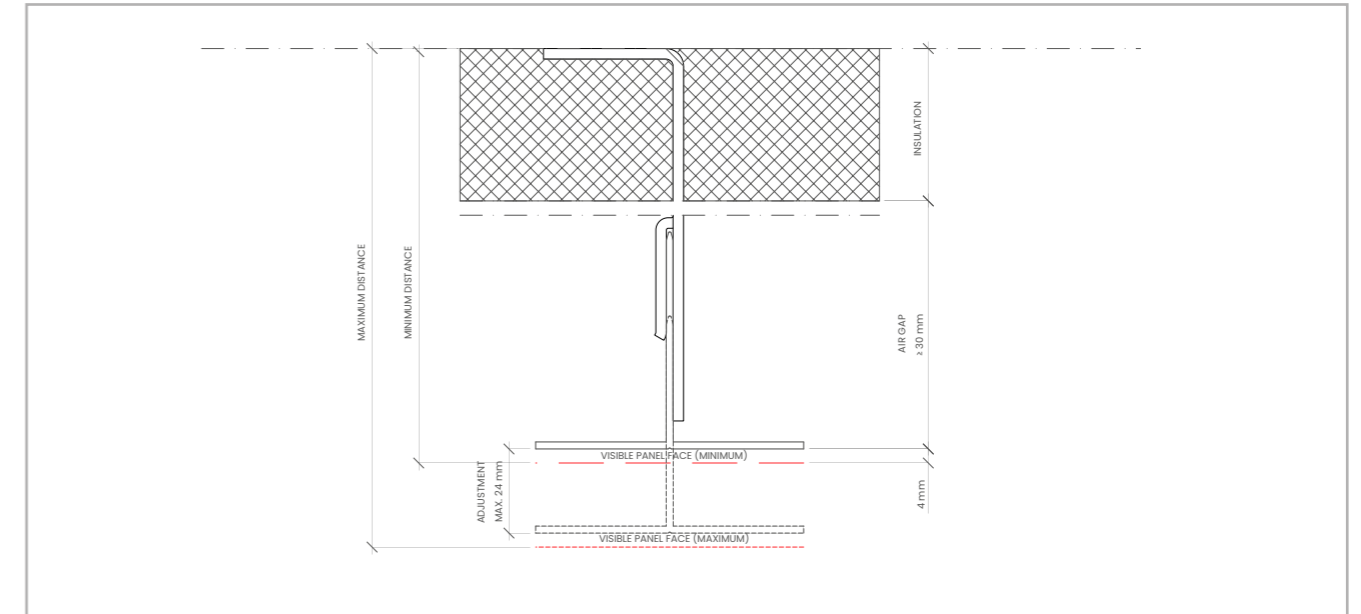 INSULATION
MAXIMUM DISTANCE
MINIMUM DISTANCE
AIR GAP
≥ 30 mm
VISIBLE PANEL FACE (MINIMUM)
ADJUSTMENT
MAX. 24 mm
4 mm
VISIBLE PANEL FACE (MAXIMUM)